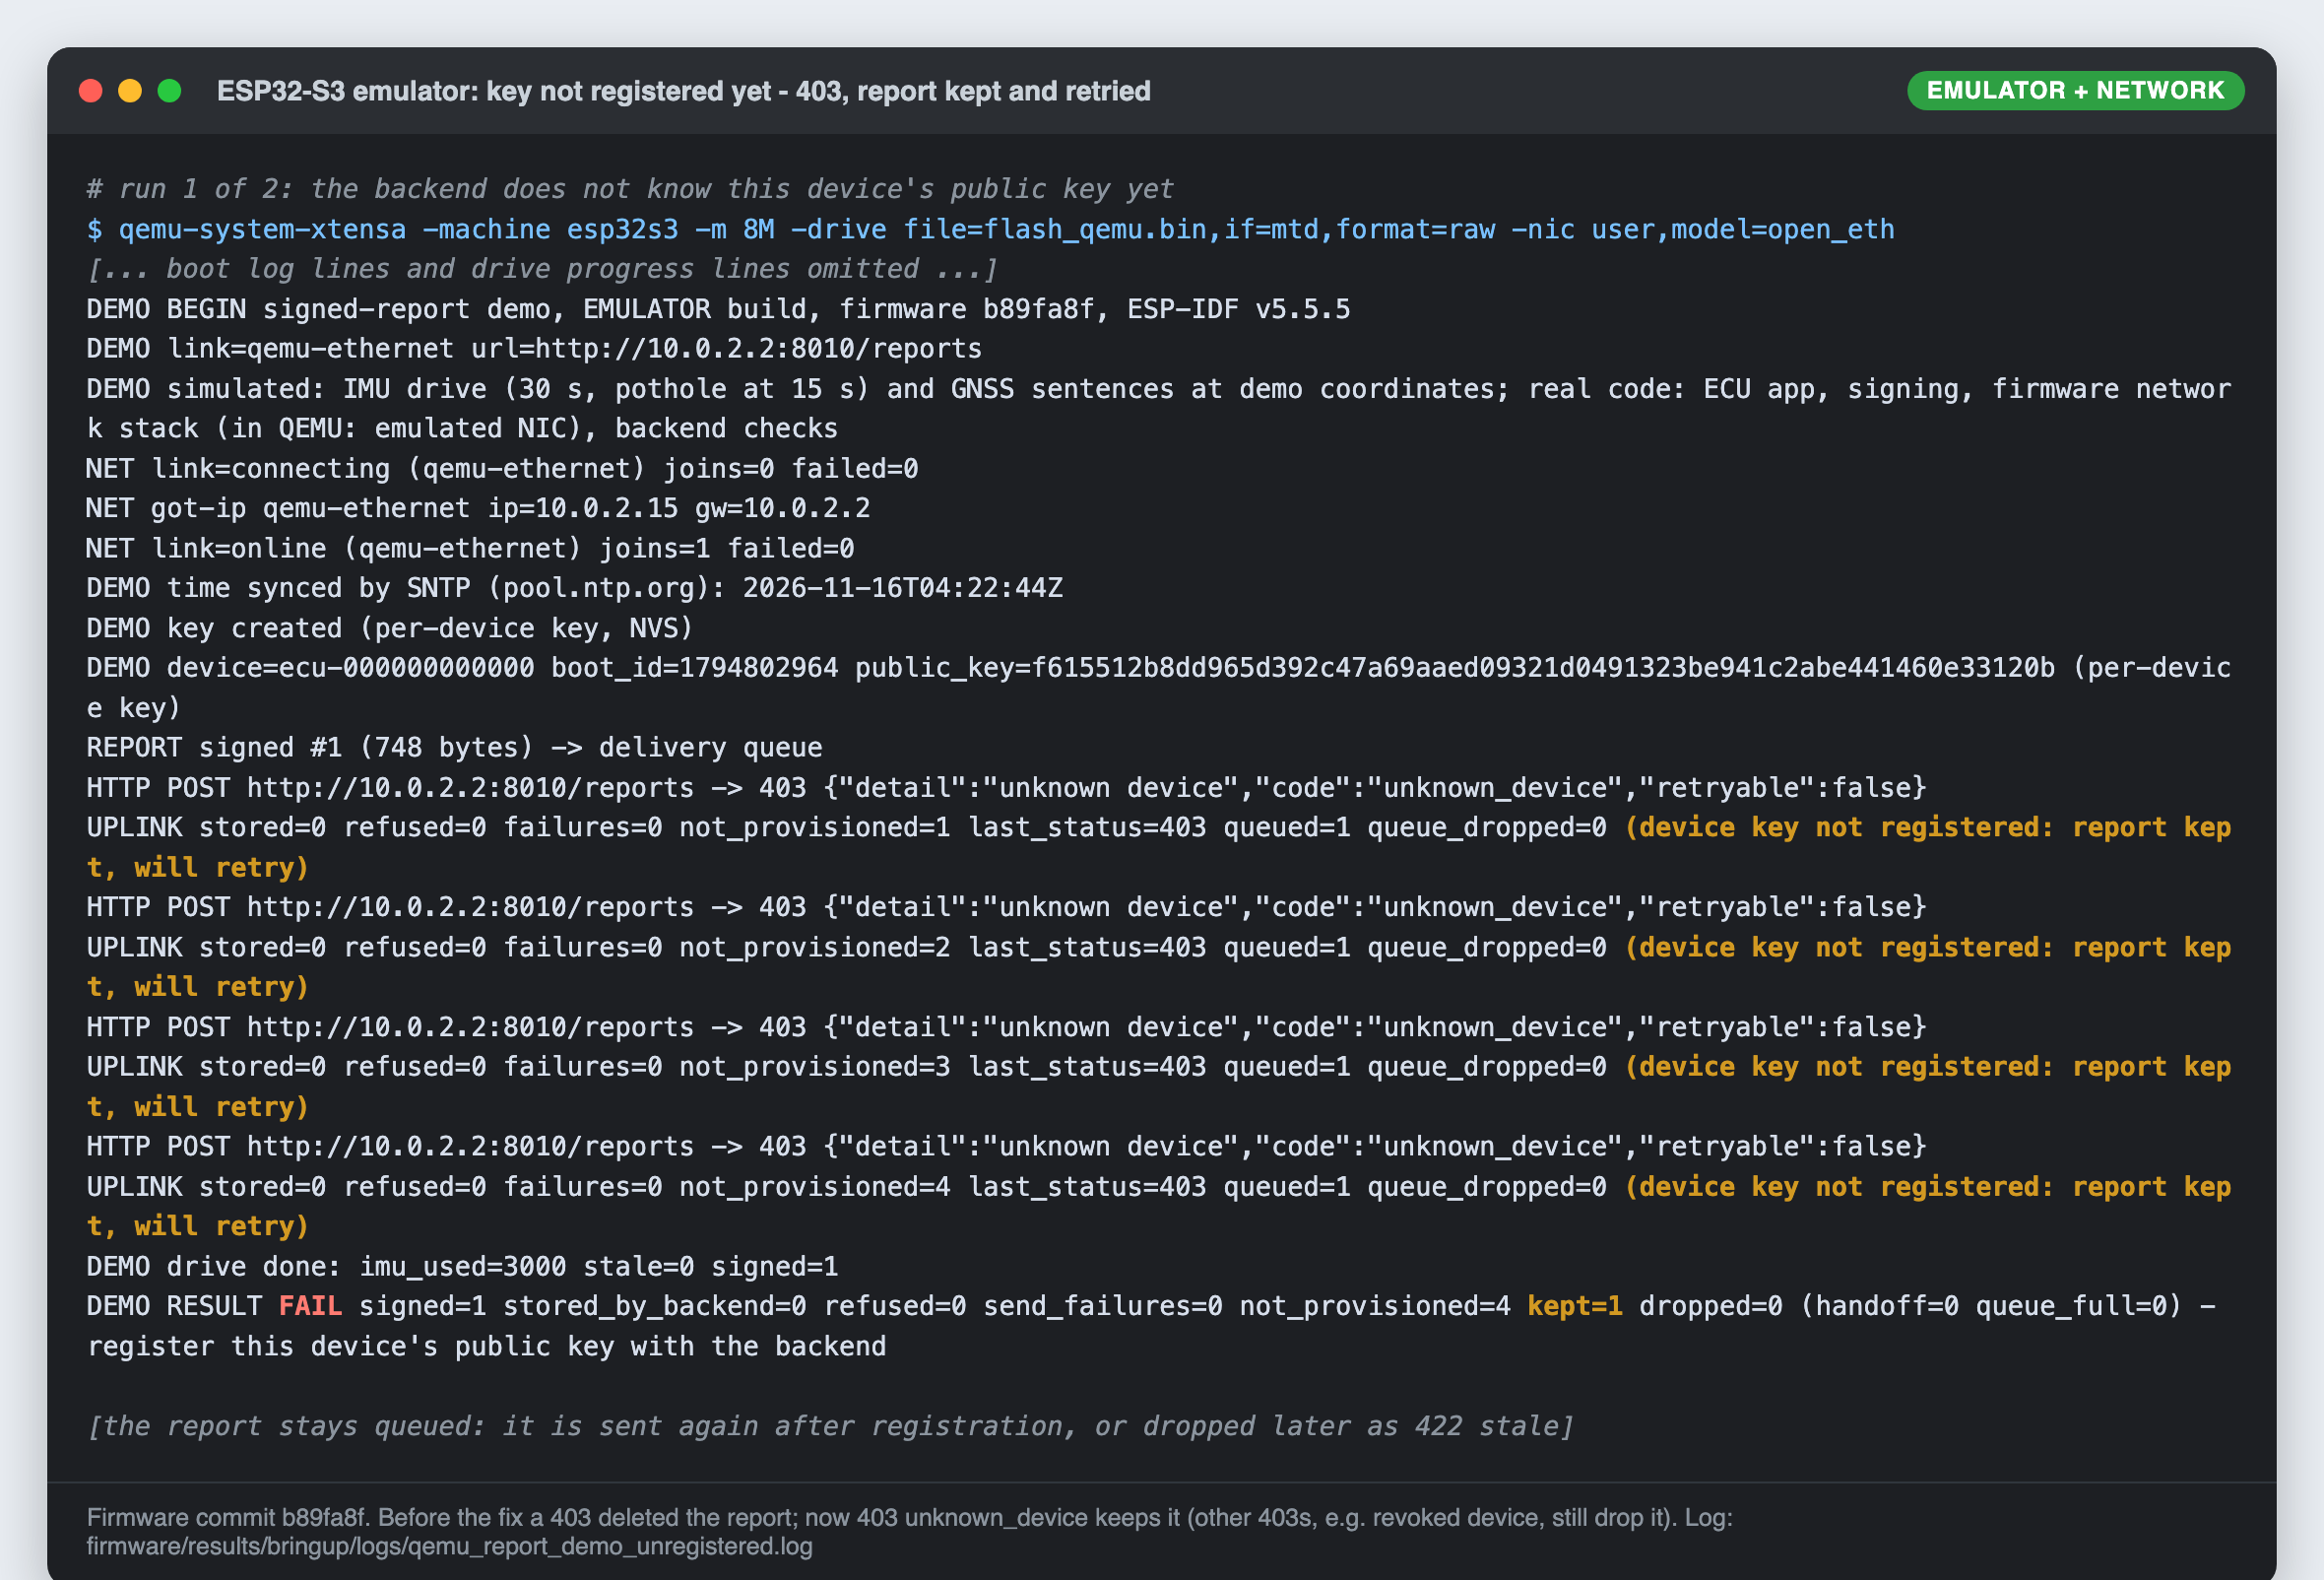 ESP32-S3 emulator: key not registered yet - 403, report kept and retried
EMULATOR + NETWORK
# run 1 of 2: the backend does not know this device's public key yet
$ qemu-system-xtensa -machine esp32s3 -m 8M -drive file=flash_qemu.bin,if=mtd,format=raw -nic user,model=open_eth
[... boot log lines and drive progress lines omitted ...]
DEMO BEGIN signed-report demo, EMULATOR build, firmware b89fa8f, ESP-IDF v5.5.5
DEMO link=qemu-ethernet url=http://10.0.2.2:8010/reports
DEMO simulated: IMU drive (30 s, pothole at 15 s) and GNSS sentences at demo coordinates; real code: ECU app, signing, firmware networ
k stack (in QEMU: emulated NIC), backend checks
NET link=connecting (qemu-ethernet) joins=0 failed=0
NET got-ip qemu-ethernet ip=10.0.2.15 gw=10.0.2.2
NET link=online (qemu-ethernet) joins=1 failed=0
DEMO time synced by SNTP (pool.ntp.org): 2026-11-16T04:22:44Z
DEMO key created (per-device key, NVS)
DEMO device=ecu-000000000000 boot_id=1794802964 public_key=f615512b8dd965d392c47a69aaed09321d0491323be941c2abe441460e33120b (per-devic
e key)
REPORT signed #1 (748 bytes) -> delivery queue
HTTP POST http://10.0.2.2:8010/reports -> 403 {"detail":"unknown device","code":"unknown_device","retryable":false}
UPLINK stored=0 refused=0 failures=0 not_provisioned=1 last_status=403 queued=1 queue_dropped=0 (device key not registered: report kep
t, will retry)
HTTP POST http://10.0.2.2:8010/reports -> 403 {"detail":"unknown device","code":"unknown_device","retryable":false}
UPLINK stored=0 refused=0 failures=0 not_provisioned=2 last_status=403 queued=1 queue_dropped=0 (device key not registered: report kep
t, will retry)
HTTP POST http://10.0.2.2:8010/reports -> 403 {"detail":"unknown device","code":"unknown_device","retryable":false}
UPLINK stored=0 refused=0 failures=0 not_provisioned=3 last_status=403 queued=1 queue_dropped=0 (device key not registered: report kep
t, will retry)
HTTP POST http://10.0.2.2:8010/reports -> 403 {"detail":"unknown device","code":"unknown_device","retryable":false}
UPLINK stored=0 refused=0 failures=0 not_provisioned=4 last_status=403 queued=1 queue_dropped=0 (device key not registered: report kep
t, will retry)
DEMO drive done: imu_used=3000 stale=0 signed=1
DEMO RESULT FAIL signed=1 stored_by_backend=0 refused=0 send_failures=0 not_provisioned=4 kept=1 dropped=0 (handoff=0 queue_full=0) -
register this device's public key with the backend
[the report stays queued: it is sent again after registration, or dropped later as 422 stale]
Firmware commit b89fa8f. Before the fix a 403 deleted the report; now 403 unknown_device keeps it (other 403s, e.g. revoked device, still drop it). Log:
firmware/results/bringup/logs/qemu_report_demo_unregistered.log